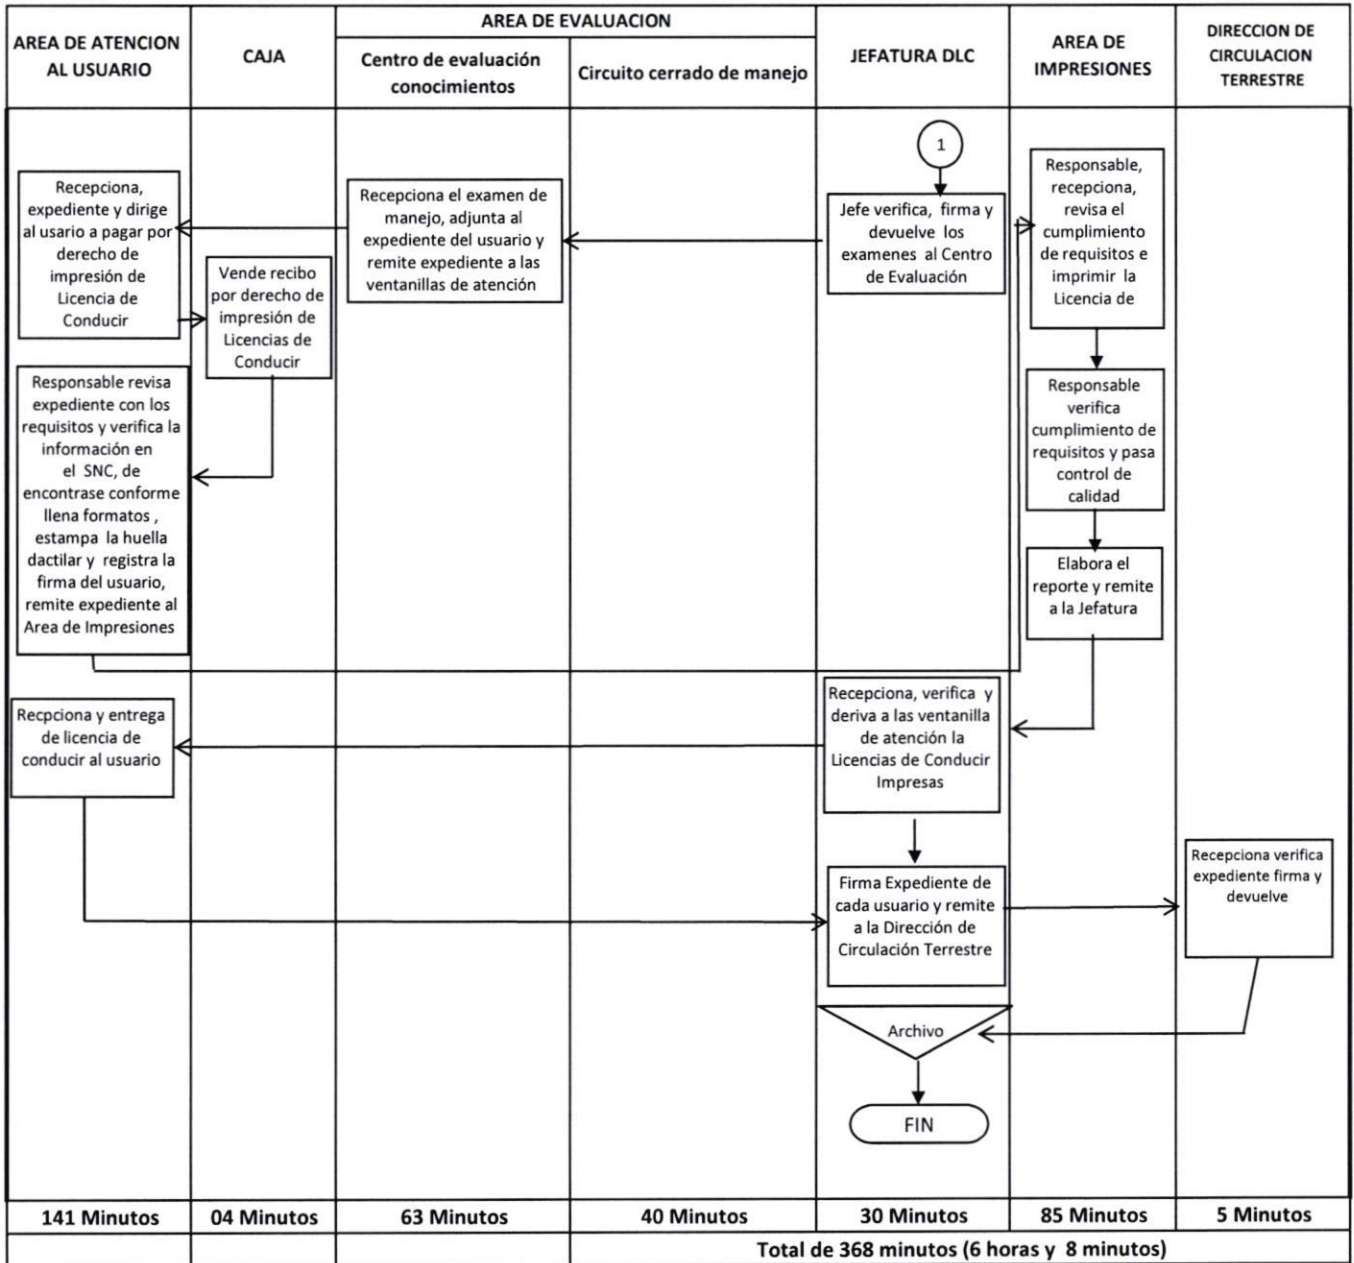 AREA DE ATENCION
AL USUARIO
CAJA
AREA DE EVALUACION
Centro de evaluación
conocimientos
Circuito cerrado de manejo
JEFATURA DLC
AREA DE
IMPRESIONES
DIRECCION DE
CIRCULACION
TERRESTRE
1
Jefe verifica, firma y
devuelve los
examenes al Centro
de Evaluación
Recepciona el examen de
manejo, adjunta al
expediente del usuario y
remite expediente a las
ventanillas de atención
Recepciona,
expediente y dirige
al usario a pagar por
derecho de
impresión de
Licencia de
Conducir
Vende recibo
por derecho de
impresión de
Licencias de
Conducir
Responsable revisa
expediente con los
requisitos y verifica la
información en
el SNC, de
encontrase conforme
llena formatos ,
estampa la huella
dactilar y registra la
firma del usuario,
remite expediente al
Area de Impresiones
Responsable,
recepciona,
revisa el
cumplimiento
de requisitos e
imprimir la
Licencia de
Responsable
verifica
cumplimiento de
requisitos y pasa
control de
calidad
Elabora el
reporte y remite
a la Jefatura
Recepciona, verifica y
deriva a las ventanilla
de atención la
Licencias de Conducir
Impresas
Recpciona y entrega
de licencia de
conducir al usuario
Firma Expediente de
cada usuario y remite
a la Dirección de
Circulación Terrestre
Recepciona verifica
expediente firma y
devuelve
Archivo
FIN
141 Minutos
04 Minutos
63 Minutos
40 Minutos
30 Minutos
85 Minutos
5 Minutos
Total de 368 minutos (6 horas y 8 minutos)